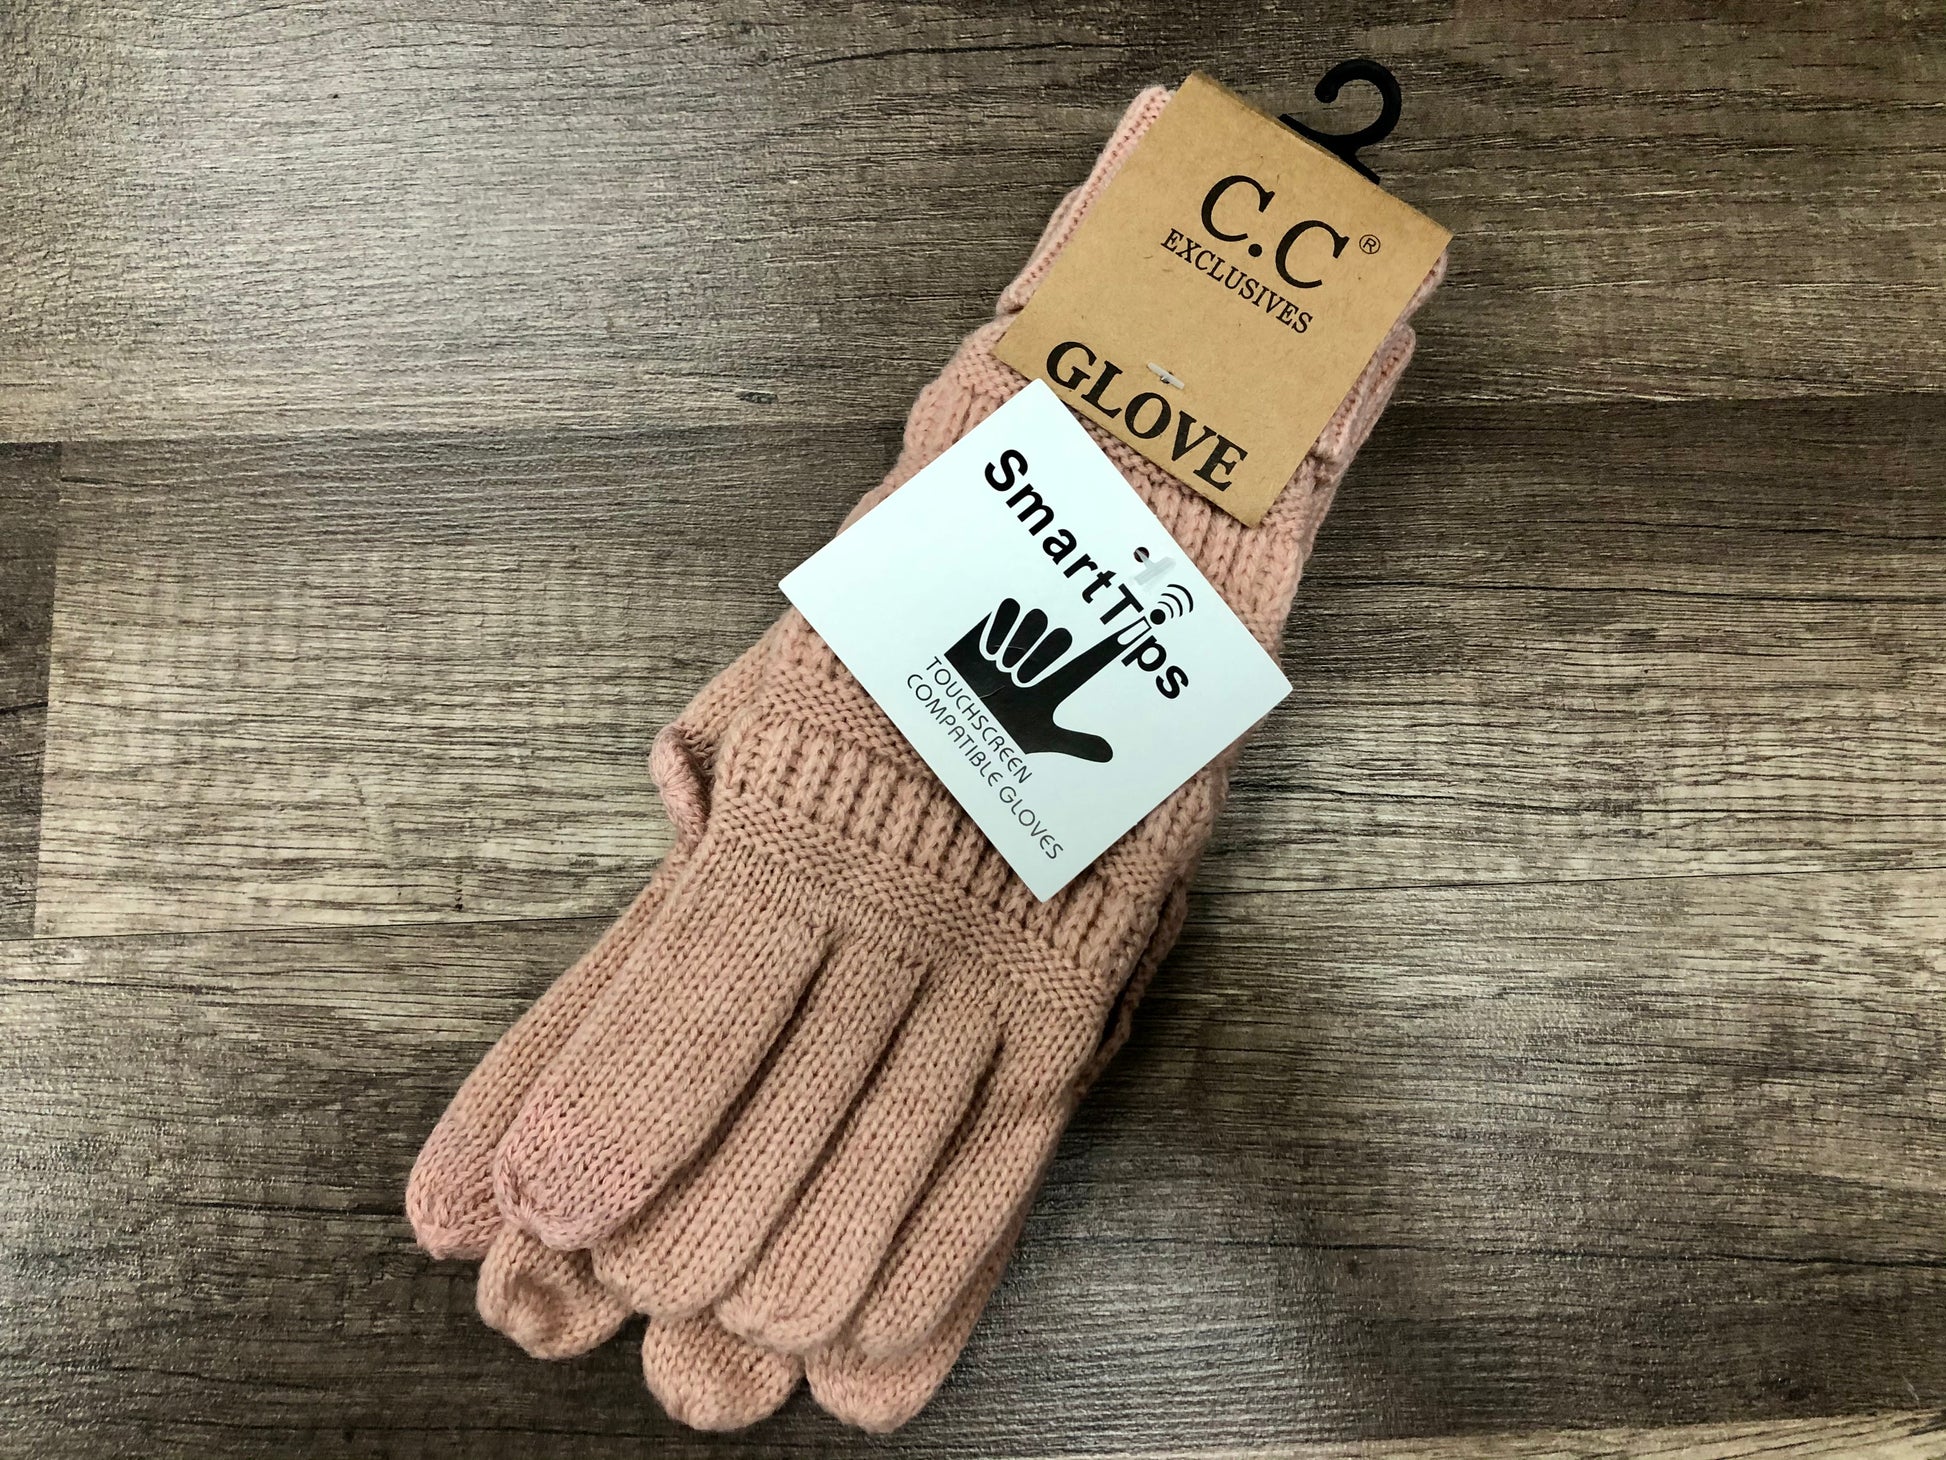 C.C®
EXCLUSIVES
GLOVE
SmartTips
TOUCHSCREEN
COMPATIBLE GLOVES